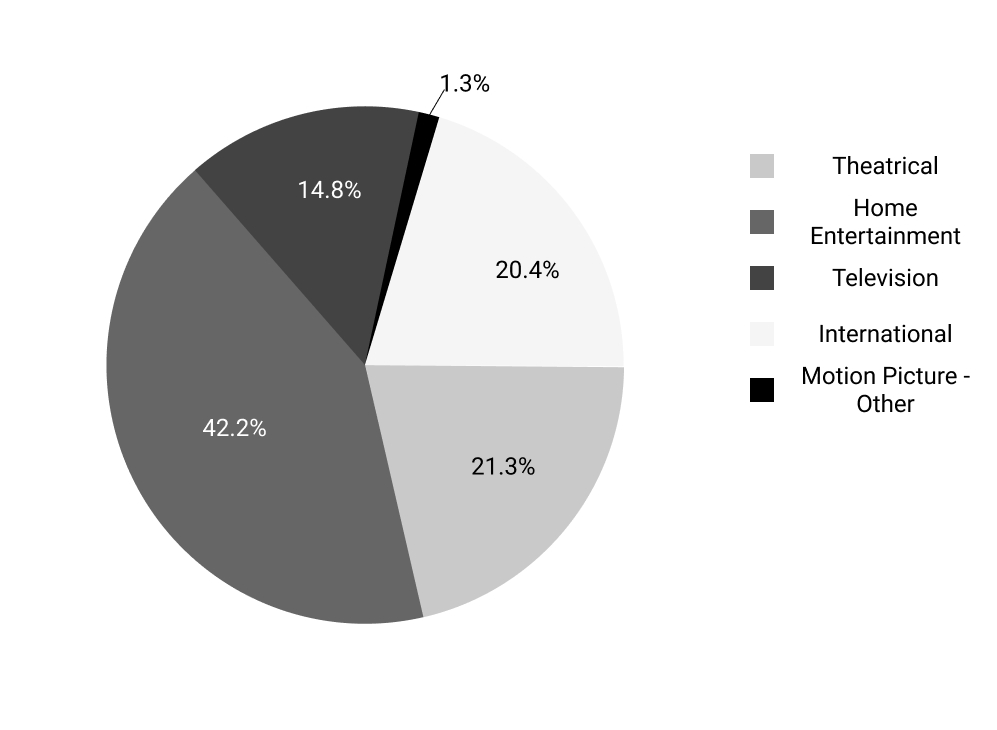 1.3%
14.8%
20.4%
42.2%
21.3%
Theatrical
Home
Entertainment
Television
International
Motion Picture -
Other